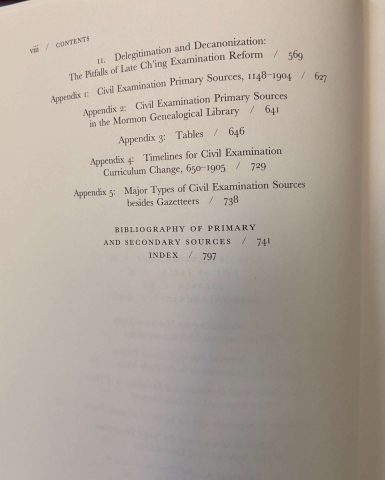 viii / CONTENTS
11. Delegitimation and Decanonization:
The Pitfalls of Late Ch'ing Examination Reform / 569
Appendix 1: Civil Examination Primary Sources, 1148–1904 / 627
Appendix 2: Civil Examination Primary Sources
in the Mormon Genealogical Library / 641
Appendix 3: Tables / 646
Appendix 4: Timelines for Civil Examination
Curriculum Change, 650–1905 / 729
Appendix 5: Major Types of Civil Examination Sources
besides Gazetteers / 738
BIBLIOGRAPHY OF PRIMARY
AND SECONDARY SOURCES / 741
INDEX / 797